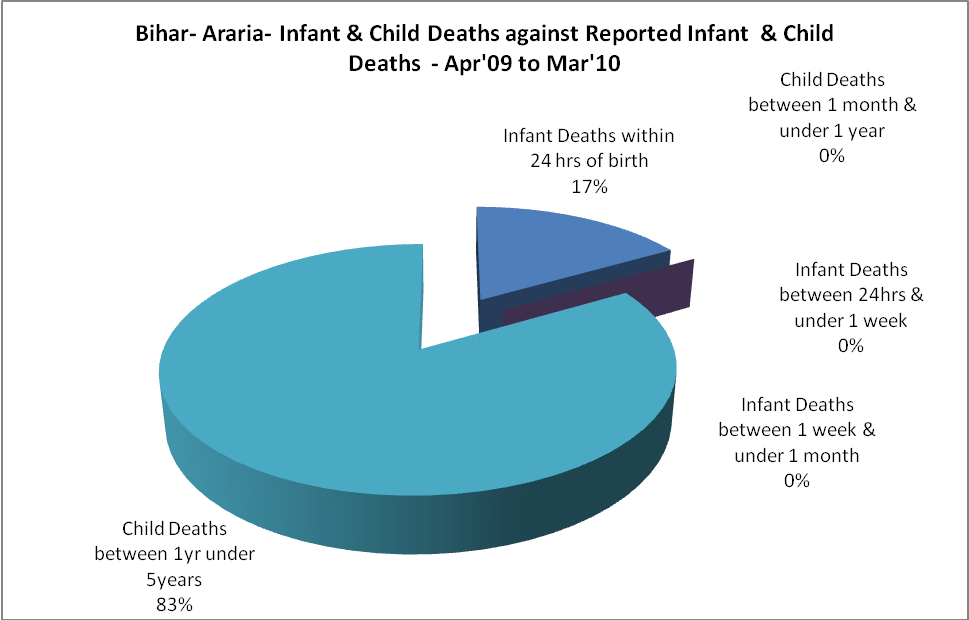 Bihar- Araria- Infant & Child Deaths against Reported Infant & Child
Deaths - Apr'09 to Mar'10
Child Deaths
between 1 month &
under 1 year
0%
Infant Deaths within
24 hrs of birth
17%
Infant Deaths
between 24hrs &
under 1 week
0%
Infant Deaths
between 1 week &
under 1 month
0%
Child Deaths
between 1yr under
5years
83%